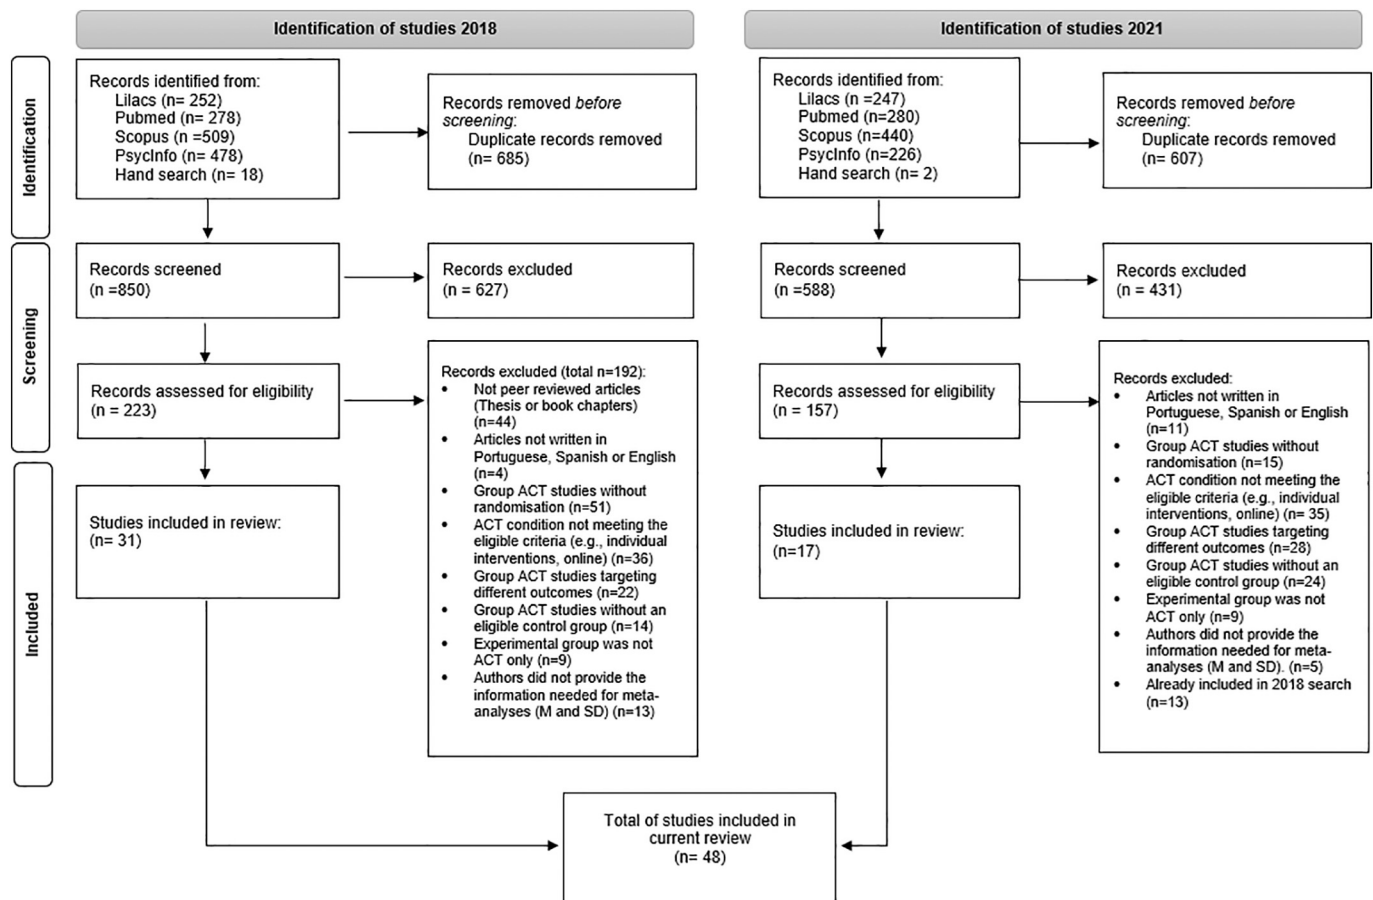 Identification of studies 2018
Identification of studies 2021
Identification
Records identified from:
Lilacs (n= 252)
Pubmed (n= 278)
Scopus (n =509)
PsycInfo (n= 478)
Hand search (n= 18)
Records removed before
screening:
Duplicate records removed
(n= 685)
Records identified from:
Lilacs (n =247)
Pubmed (n=280)
Scopus (n=440)
PsycInfo (n=226)
Hand search (n= 2)
Records removed before
screening:
Duplicate records removed
(n= 607)
Screening
Records screened
(n =850)
Records excluded
(n = 627)
Records screened
(n =588)
Records excluded
(n = 431)
Records assessed for eligibility
(n = 223)
Records excluded (total n=192):
• Not peer reviewed articles
(Thesis or book chapters)
(n=44)
• Articles not written in
Portuguese, Spanish or English
(n=4)
• Group ACT studies without
randomisation (n=51)
• ACT condition not meeting the
eligible criteria (e.g., individual
interventions, online) (n=36)
• Group ACT studies targeting
different outcomes (n=22)
• Group ACT studies without an
eligible control group (n=14)
• Experimental group was not
ACT only (n=9)
• Authors did not provide the
information needed for meta-
analyses (M and SD) (n=13)
Records assessed for eligibility
(n = 157)
Records excluded:
• Articles not written in
Portuguese, Spanish or English
(n=11)
• Group ACT studies without
randomisation (n=15)
• ACT condition not meeting the
eligible criteria (e.g., individual
interventions, online) (n= 35)
• Group ACT studies targeting
different outcomes (n=28)
• Group ACT studies without an
eligible control group (n=24)
• Experimental group was not
ACT only (n=9)
• Authors did not provide the
information needed for meta-
analyses (M and SD). (n=5)
• Already included in 2018 search
(n=13)
Included
Studies included in review:
(n= 31)
Studies included in review:
(n=17)
Total of studies included in
current review
(n= 48)